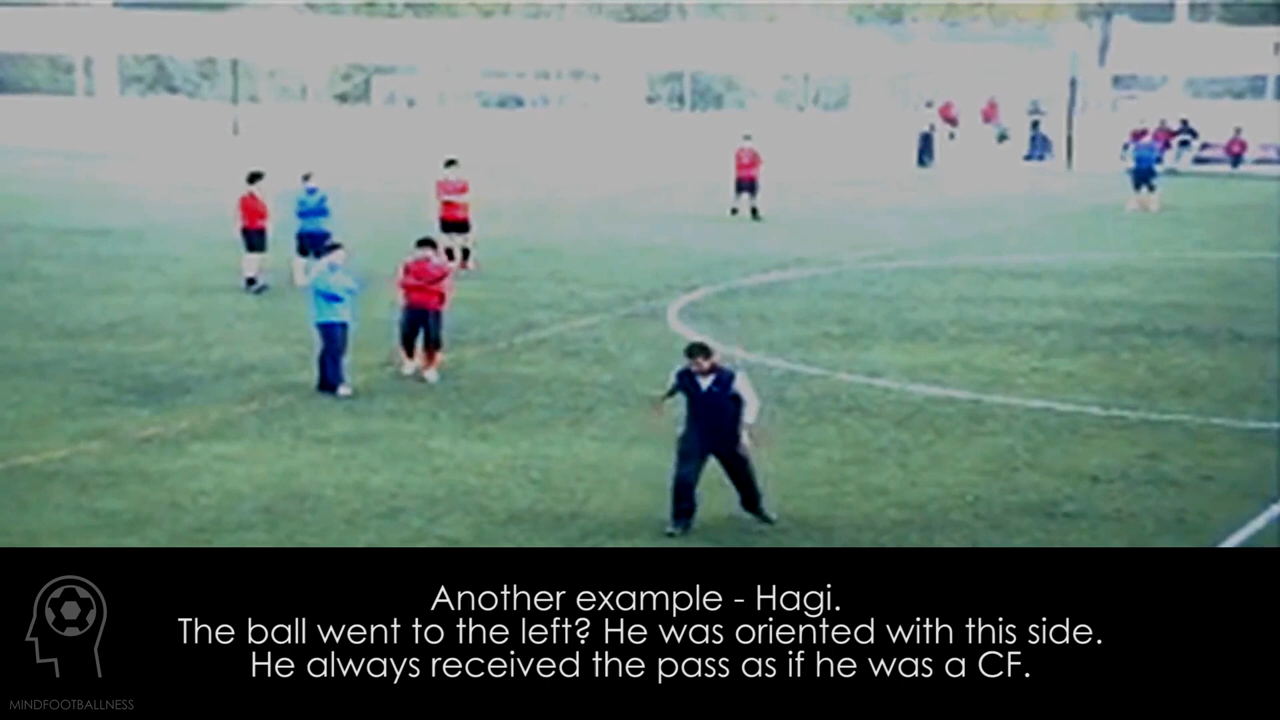 Another example - Hagi.
The ball went to the left? He was oriented with this side.
He always received the pass as if he was a CF.
MINDFOOTBALLNESS